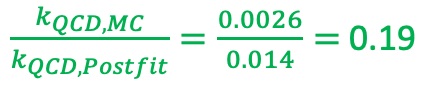 k_{QCD,MC} / k_{QCD,Postfit} = 0.0026 / 0.014 = 0.19